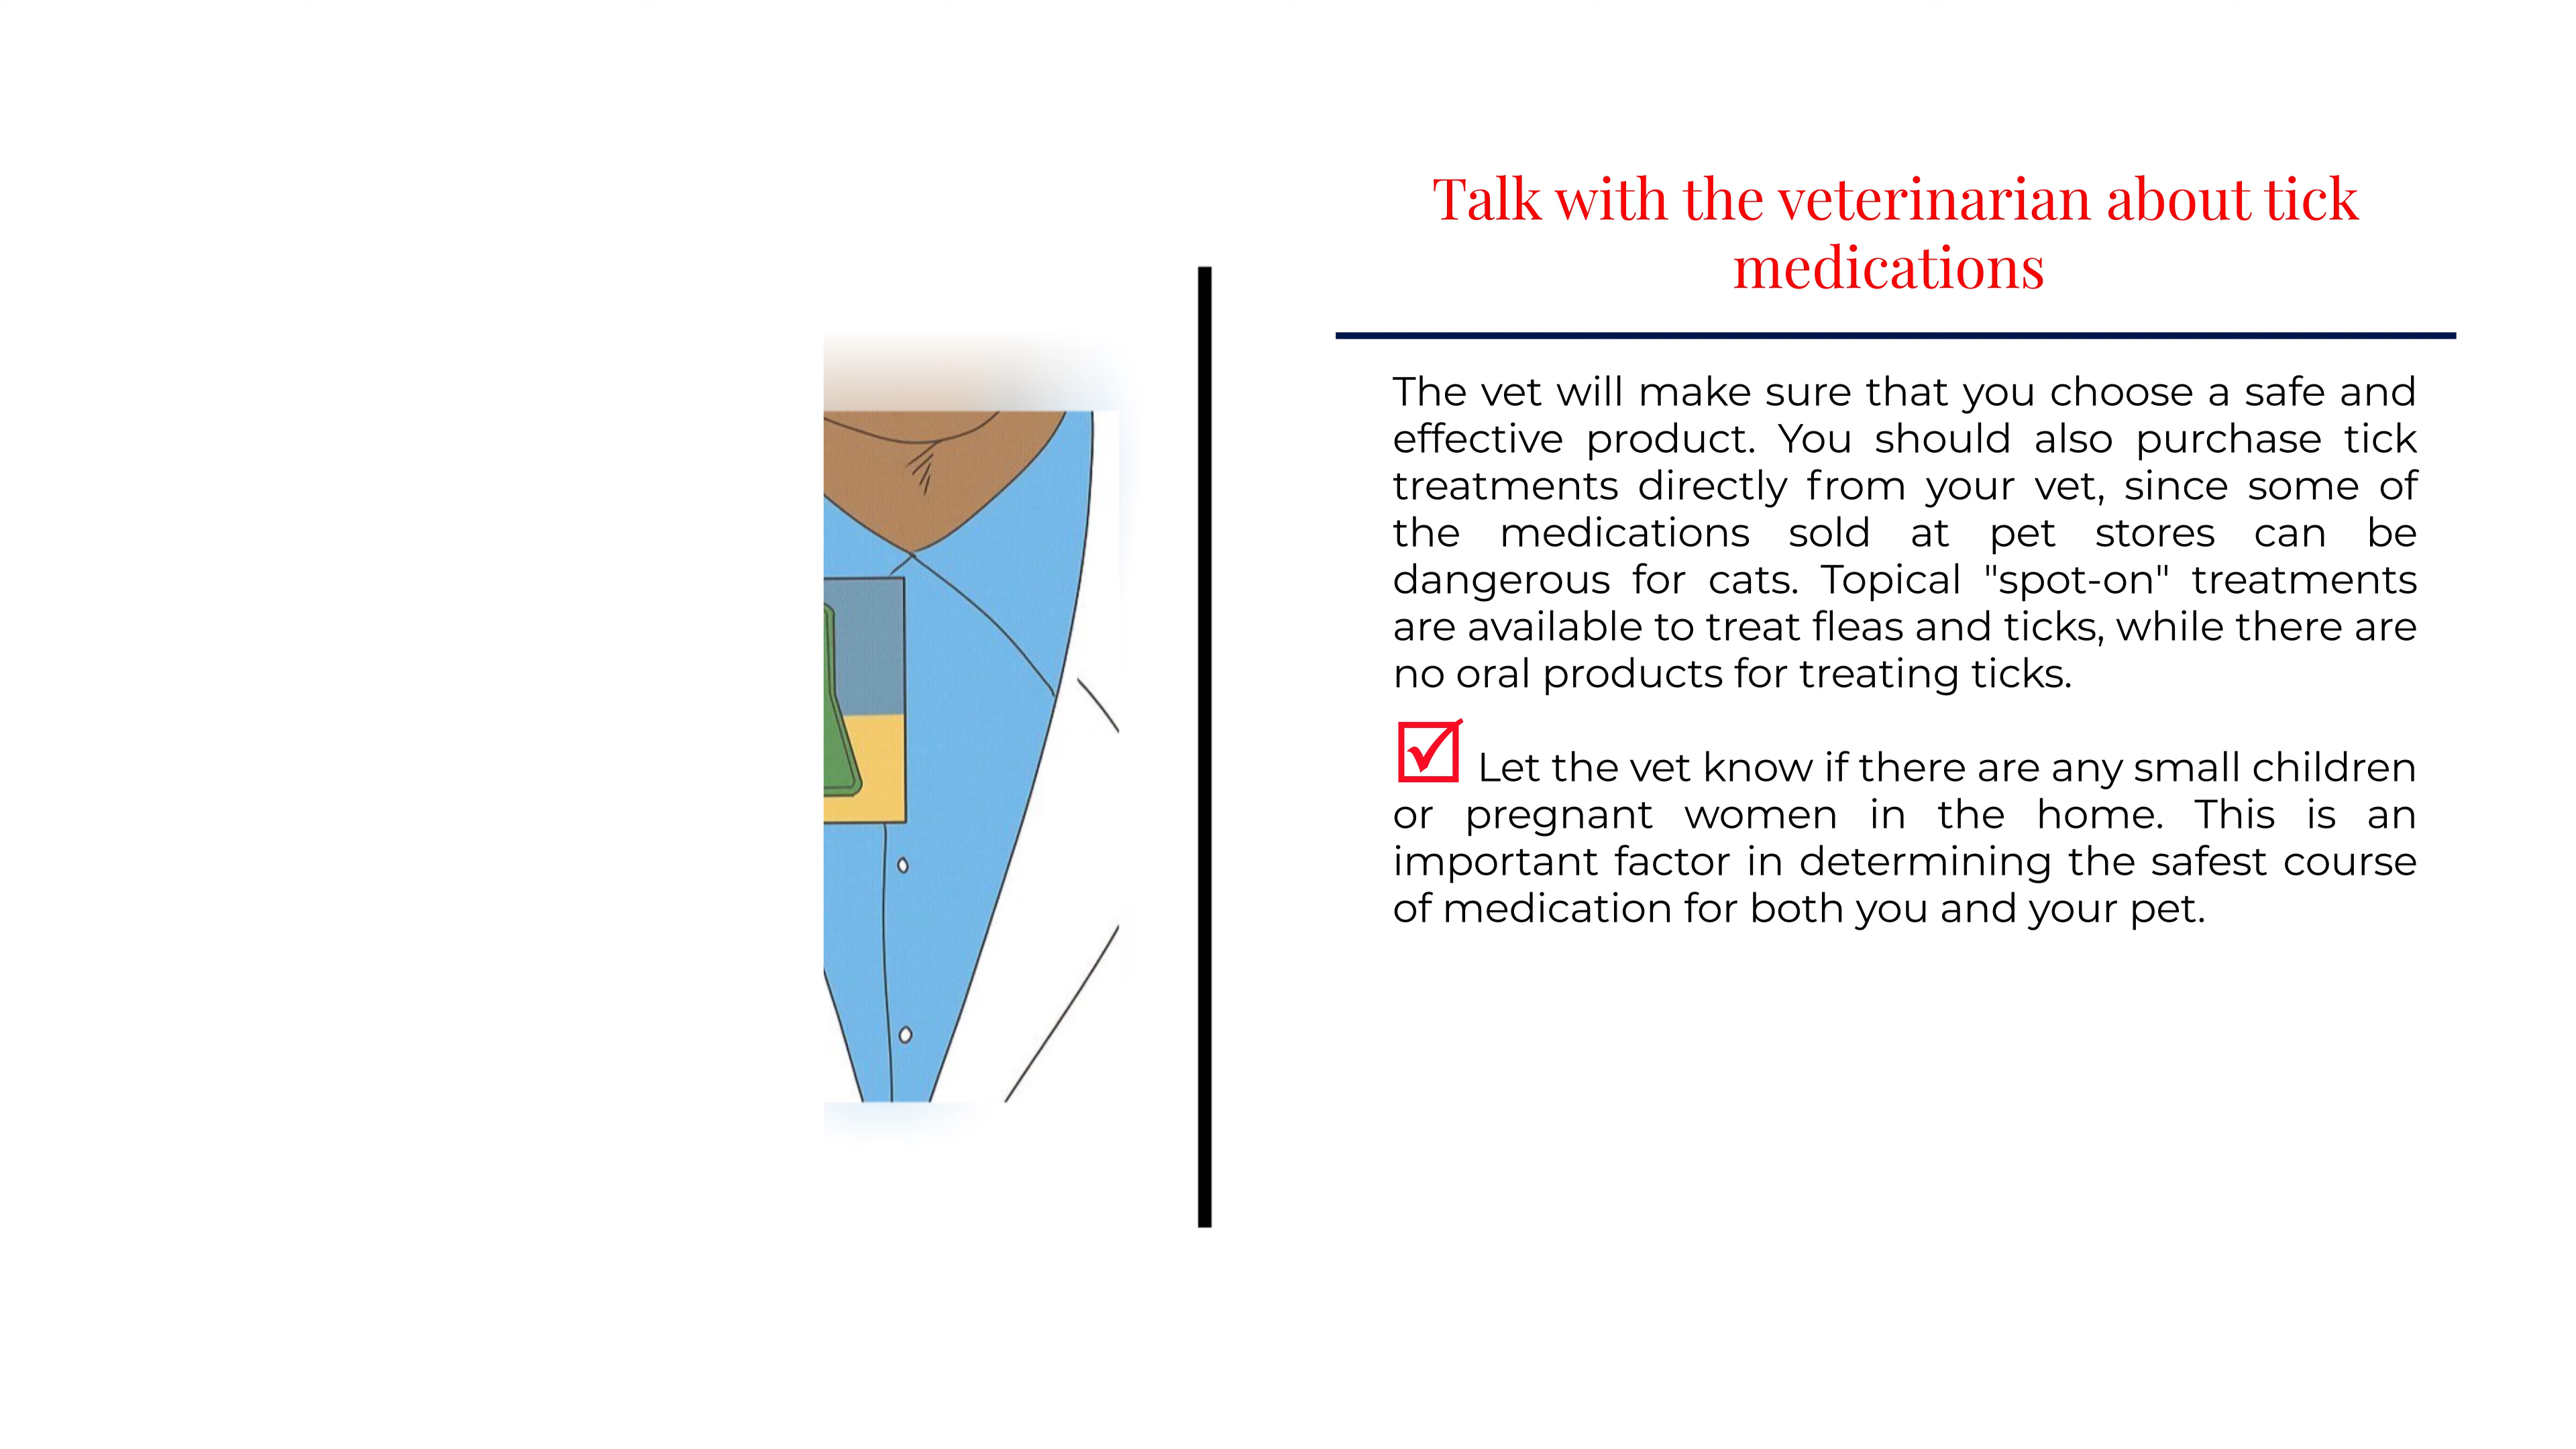 Talk with the veterinarian about tick
medications
The vet will make sure that you choose a safe and
effective product. You should also purchase tick
treatments directly from your vet, since some of
the medications sold at pet stores can be
dangerous for cats. Topical "spot-on" treatments
are available to treat fleas and ticks, while there are
no oral products for treating ticks.
Let the vet know if there are any small children
or pregnant women in the home. This is an
important factor in determining the safest course
of medication for both you and your pet.